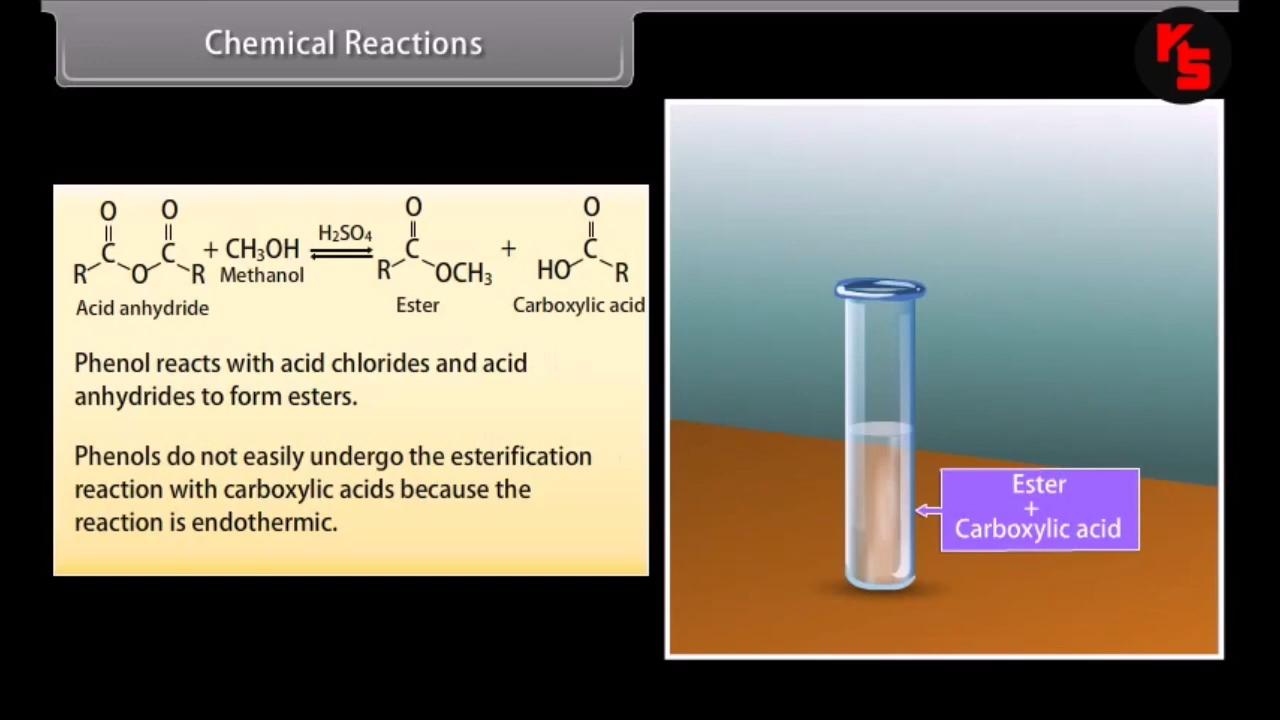 Chemical Reactions
KS
O O O O
|| || H₂SO₄ || ||
C C + CH₃OH ⇌ C + C
R O R Methanol R OCH₃ HO R
Acid anhydride Ester Carboxylic acid
Phenol reacts with acid chlorides and acid
anhydrides to form esters.
Phenols do not easily undergo the esterification
reaction with carboxylic acids because the
reaction is endothermic.
Ester
+
Carboxylic acid